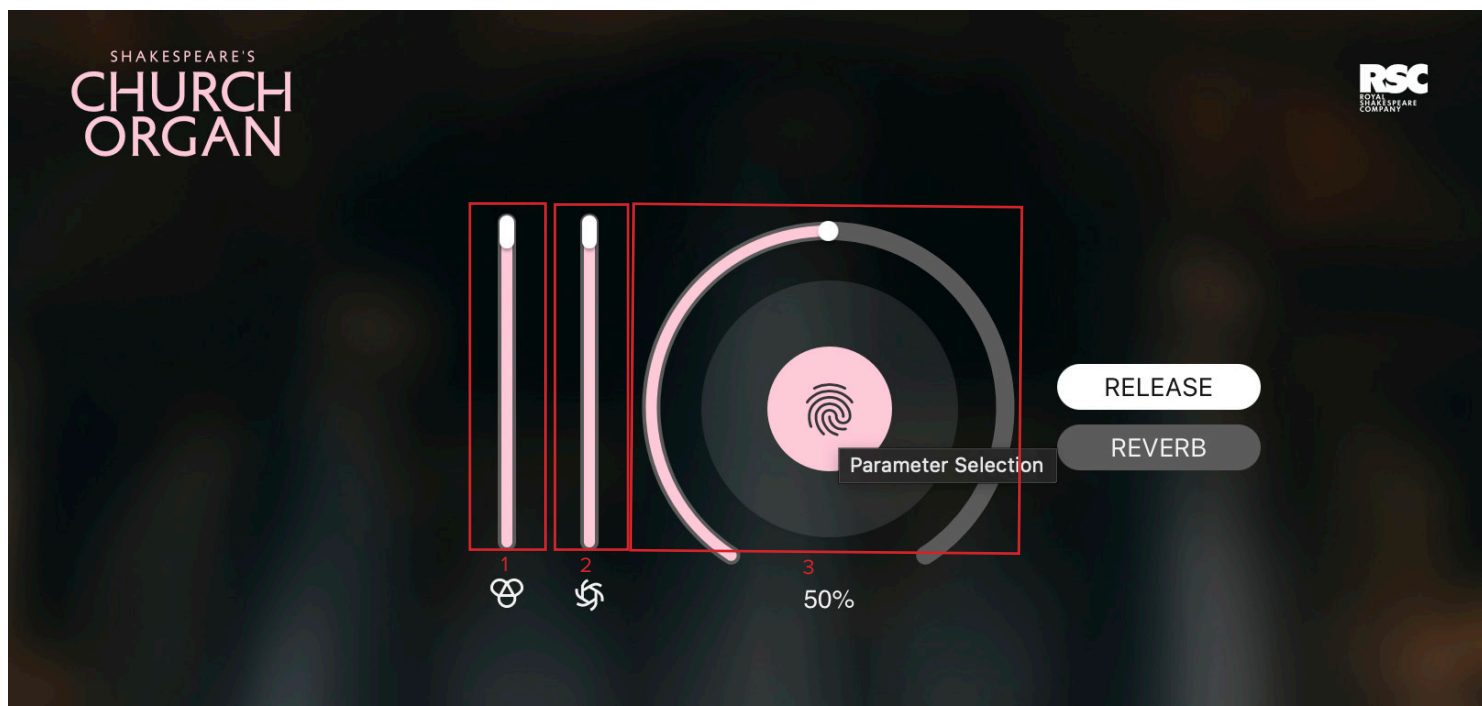 SHAKESPEARE'S
CHURCH
ORGAN
RSC
ROYAL
SHAKESPEARE
COMPANY
RELEASE
REVERB
Parameter Selection
1
2
3
50%